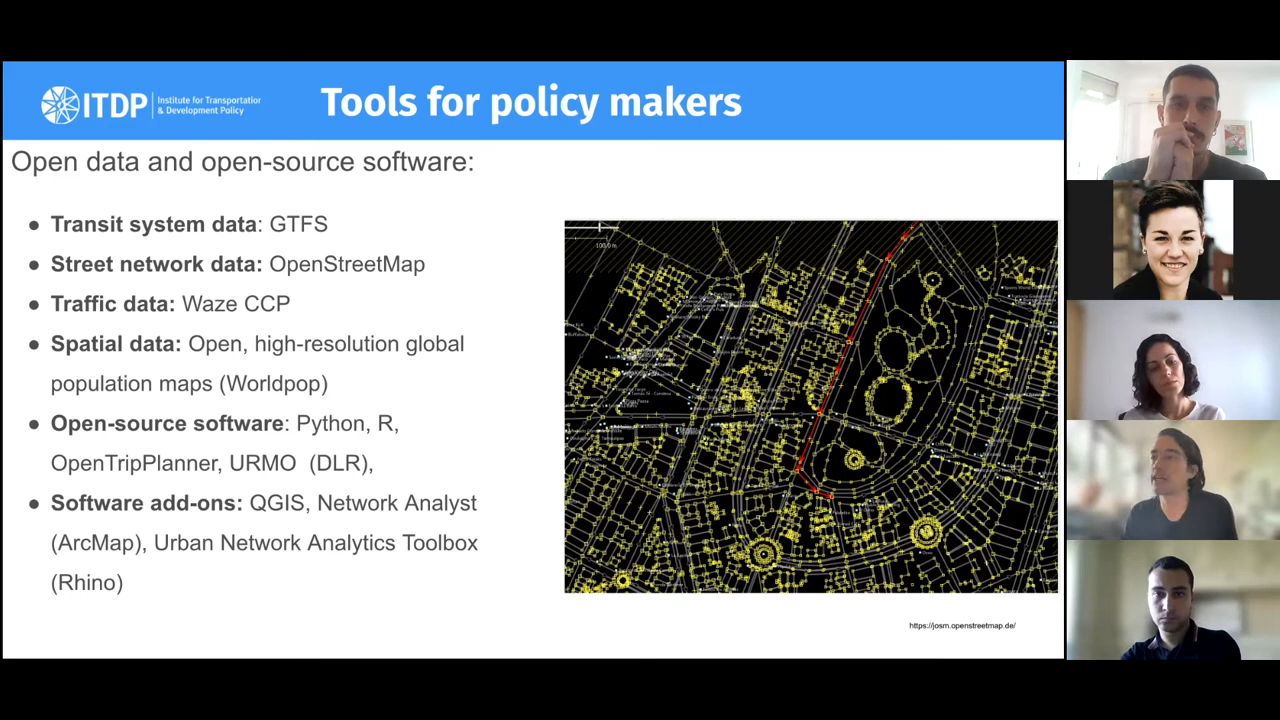 ITDP
Institute for Transportation
& Development Policy
Tools for policy makers
Open data and open-source software:
● Transit system data: GTFS
● Street network data: OpenStreetMap
● Traffic data: Waze CCP
● Spatial data: Open, high-resolution global
population maps (Worldpop)
● Open-source software: Python, R,
OpenTripPlanner, URMO (DLR),
● Software add-ons: QGIS, Network Analyst
(ArcMap), Urban Network Analytics Toolbox
(Rhino)
100.0 m
https://josm.openstreetmap.de/